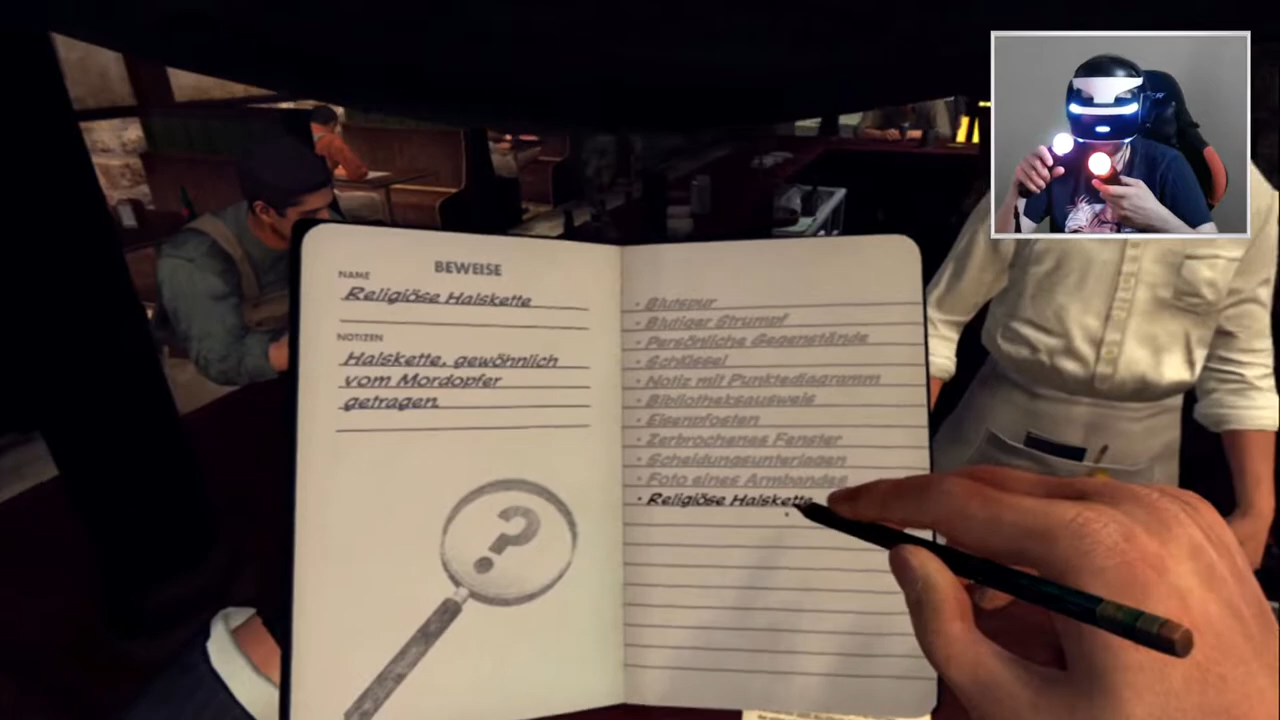 BEWEISE
NAME
Religiöse Halskette
NOTIZEN
Halskette, gewöhnlich
vom Mordopfer
getragen.
?
• Blutspur
• Blutiger Strumpf
• Persönliche Gegenstände
• Schlüssel
• Notiz mit Punktediagramm
• Bibliotheksausweis
• Eisenpfosten
• Zerbrochenes Fenster
• Scheidungsunterlagen
• Foto eines Armbandes
• Religiöse Halskette